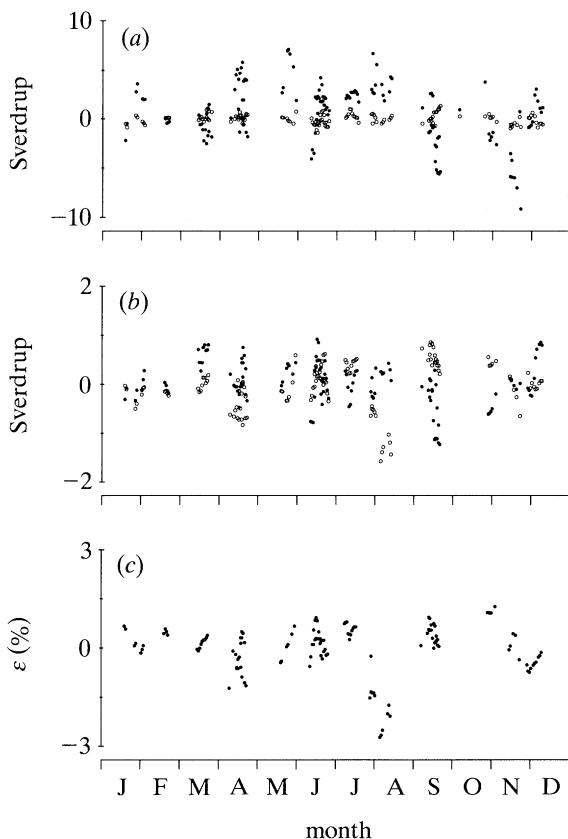 10
(a)
Sverdrup
0
−10
2
(b)
Sverdrup
0
−2
3
(c)
ε (%)
0
−3
J F M A M J J A S O N D
month